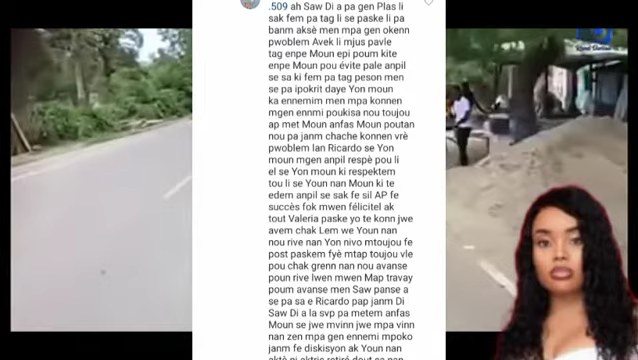 .509 ah Saw Di a pa gen Plas li
sak fem pa tag li se paske li pa
banm aksè men mpa gen okenn
pwoblem Avek li mjus pavle
tag enpe Moun epi poum kite
enpe Moun pou évite pale anpil
se sa ki fem pa tag peson men
se pa ipokrit daye Yon moun
ka ennemim men mpa konnen
mgen ennmi poukisa nou toujou
ap met Moun anfas Moun poutan
nou pa janm chache konnen vrè
pwoblem lan Ricardo se Yon
moun mgen anpil respè pou li
el se Yon moun ki respektem
tou li se Youn nan Moun ki te
edem anpil se sak fe sil AP fe
succès fok mwen félicitel ak
tout Valeria paske yo te konn jwe
avem chak Lem we Youn nan
nou rive nan Yon nivo mtoujou fe
post paskem fyè mtap toujou vle
pou chak grenn nan nou avanse
poun rive lwen mwen Map travay
poum avanse men Saw panse a
se pa sa e Ricardo pap janm Di
Saw Di a la svp pa metem anfas
Moun se jwe mvinn jwe mpa vinn
nan zen mpa gen ennemi mpoko
janm fe diskisyon ak Youn nan